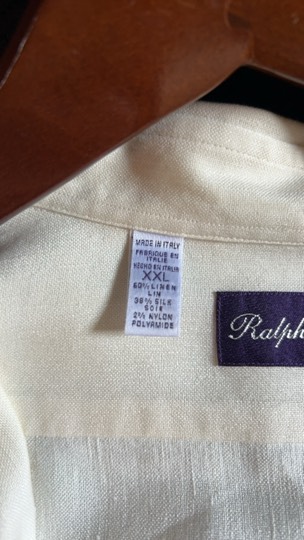 MADE IN ITALY
FABRIQUE EN
ITALIE
HECHO EN ITALIA
XXL
60% LINEN
LIN
38% SILK
SOIE
2% NYLON
POLYAMIDE
Ralph